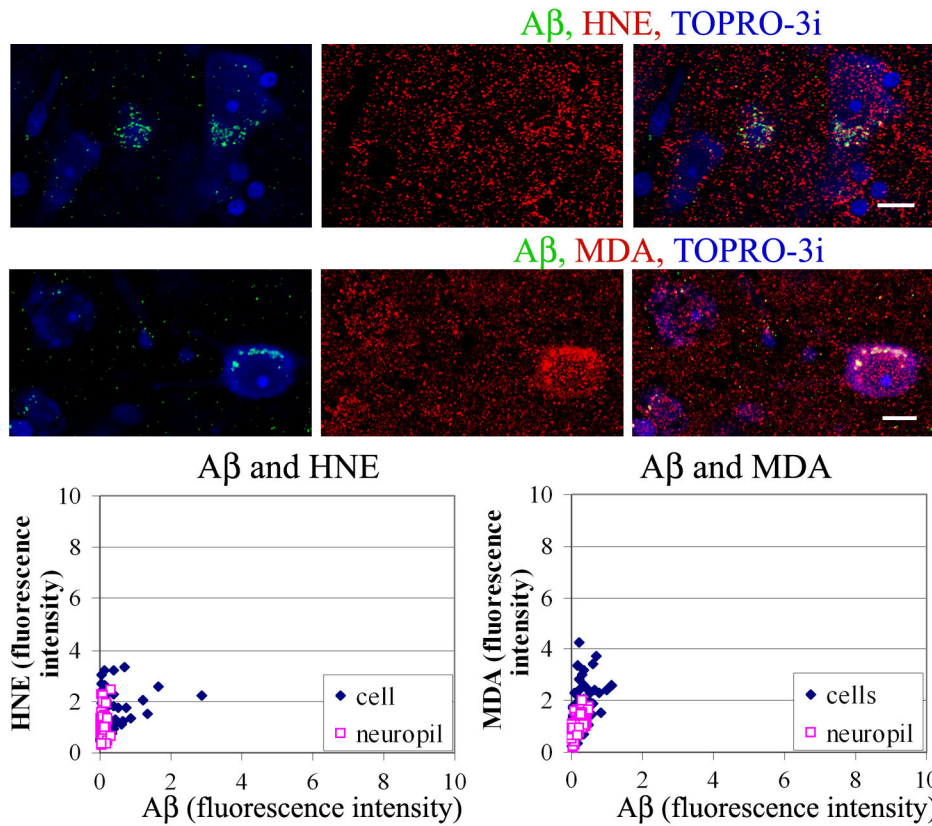 Aβ, HNE, TOPRO-3i
Aβ, MDA, TOPRO-3i
Aβ and HNE
HNE (fluorescence
intensity)
10
8
6
4
2
0
cell
neuropil
0 2 4 6 8 10
Aβ (fluorescence intensity)
Aβ and MDA
MDA (fluorescence
intensity)
10
8
6
4
2
0
cells
neuropil
0 2 4 6 8 10
Aβ (fluorescence intensity)